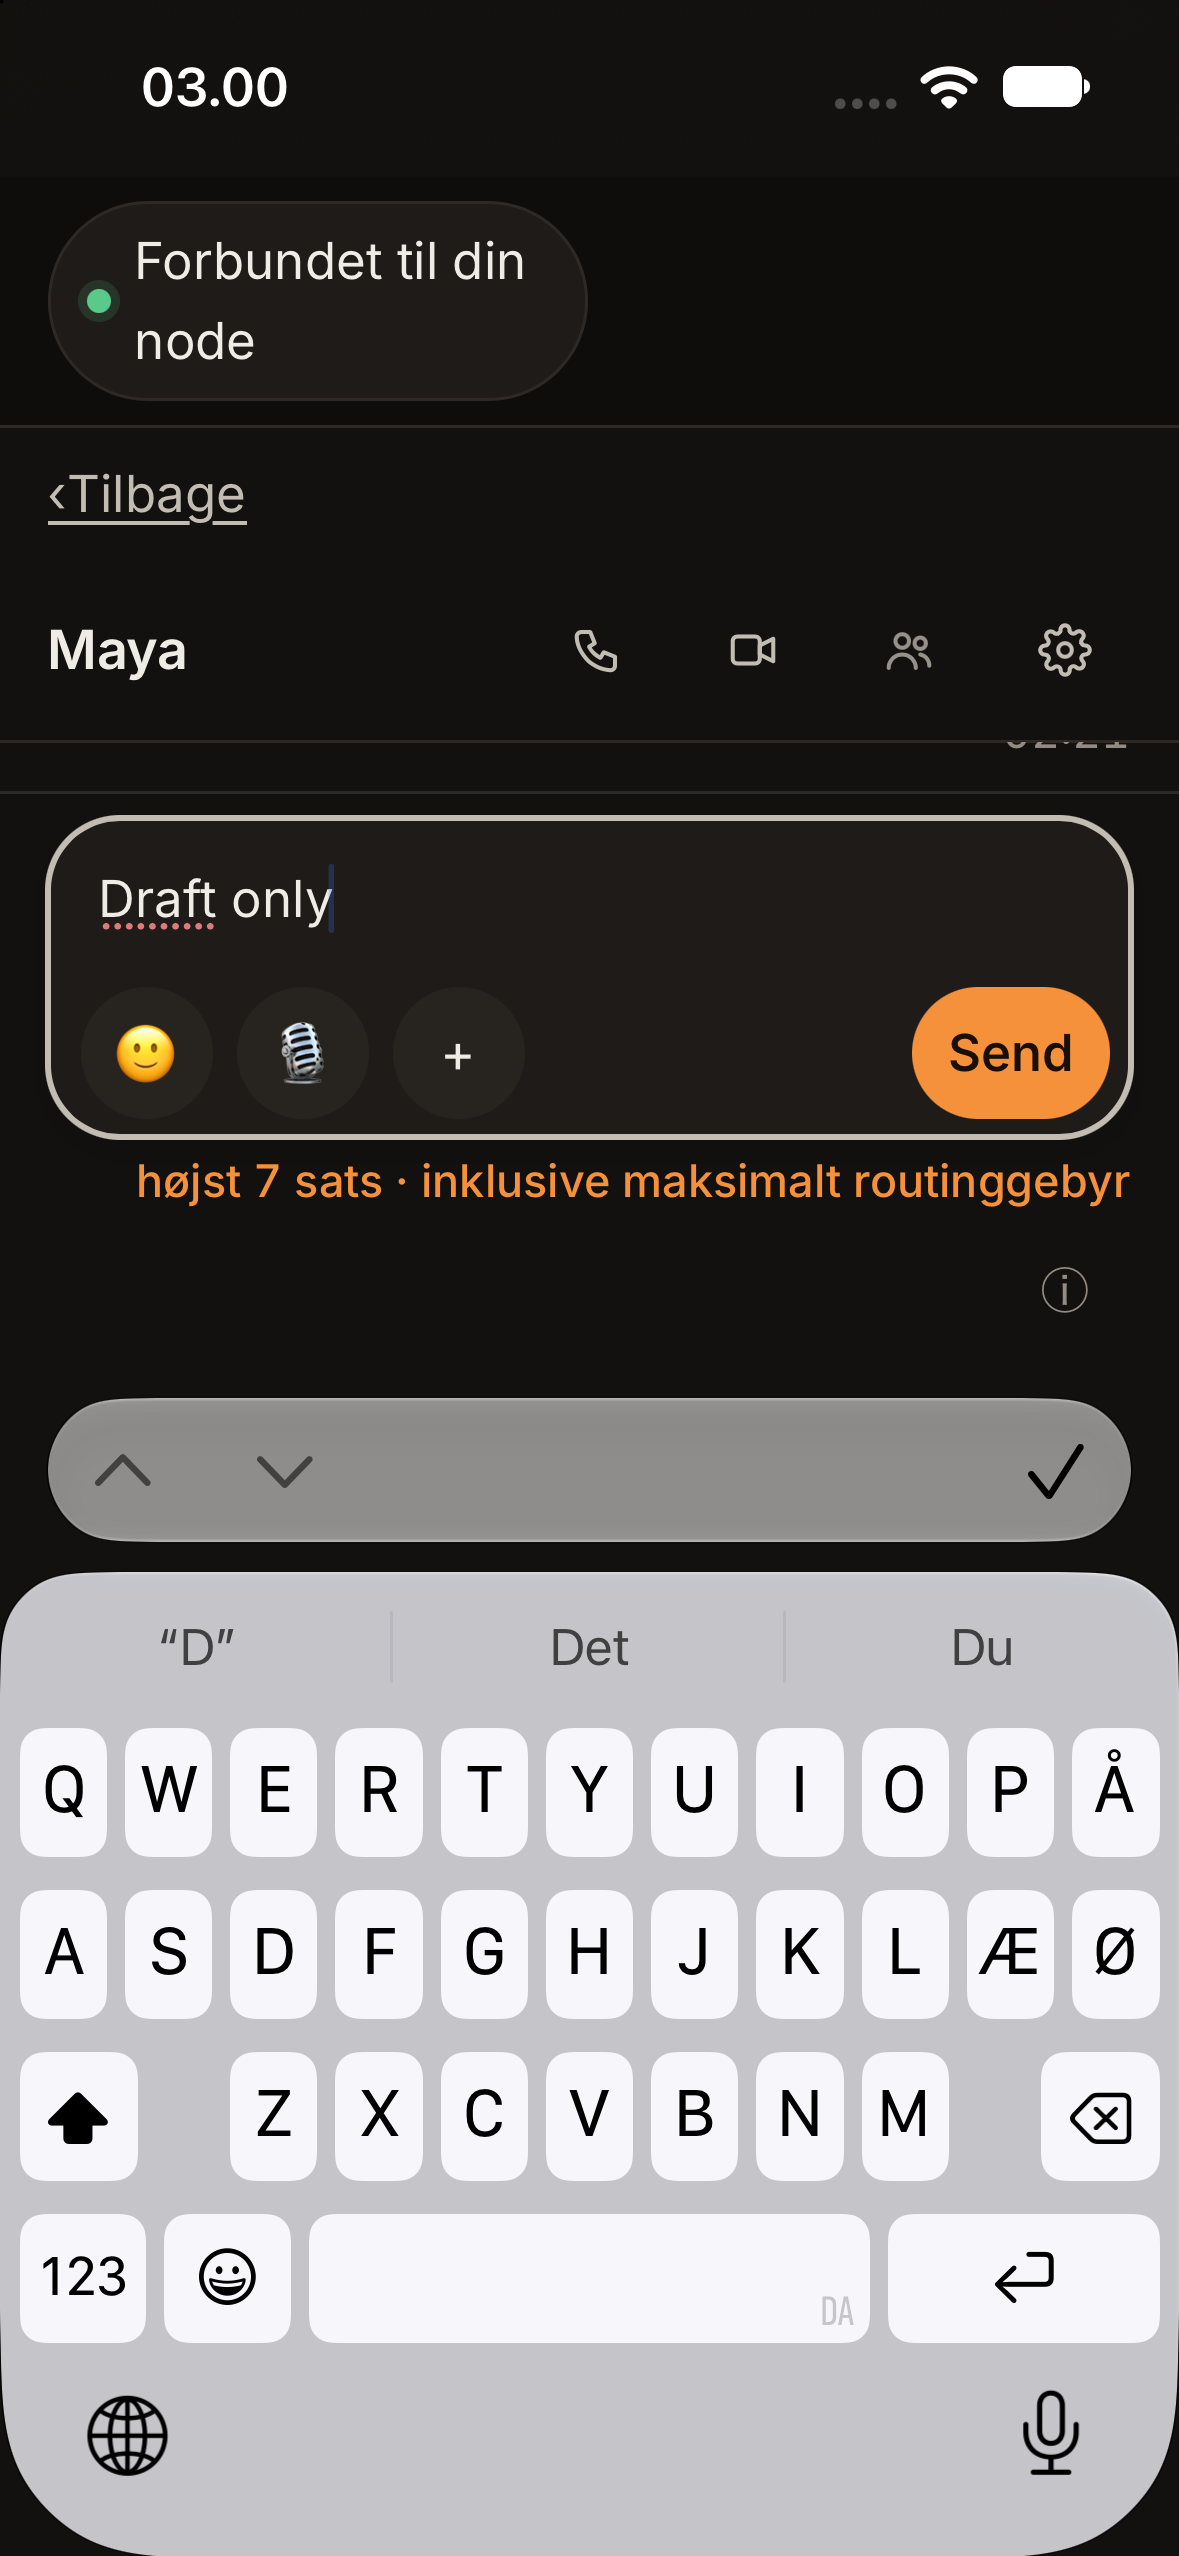 03.00
Forbundet til din
node
‹Tilbage
Maya
Draft only
+
Send
højst 7 sats · inklusive maksimalt routinggebyr
i
“D” Det Du
Q W E R T Y U I O P Å
A S D F G H J K L Æ Ø
Z X C V B N M
123
DA